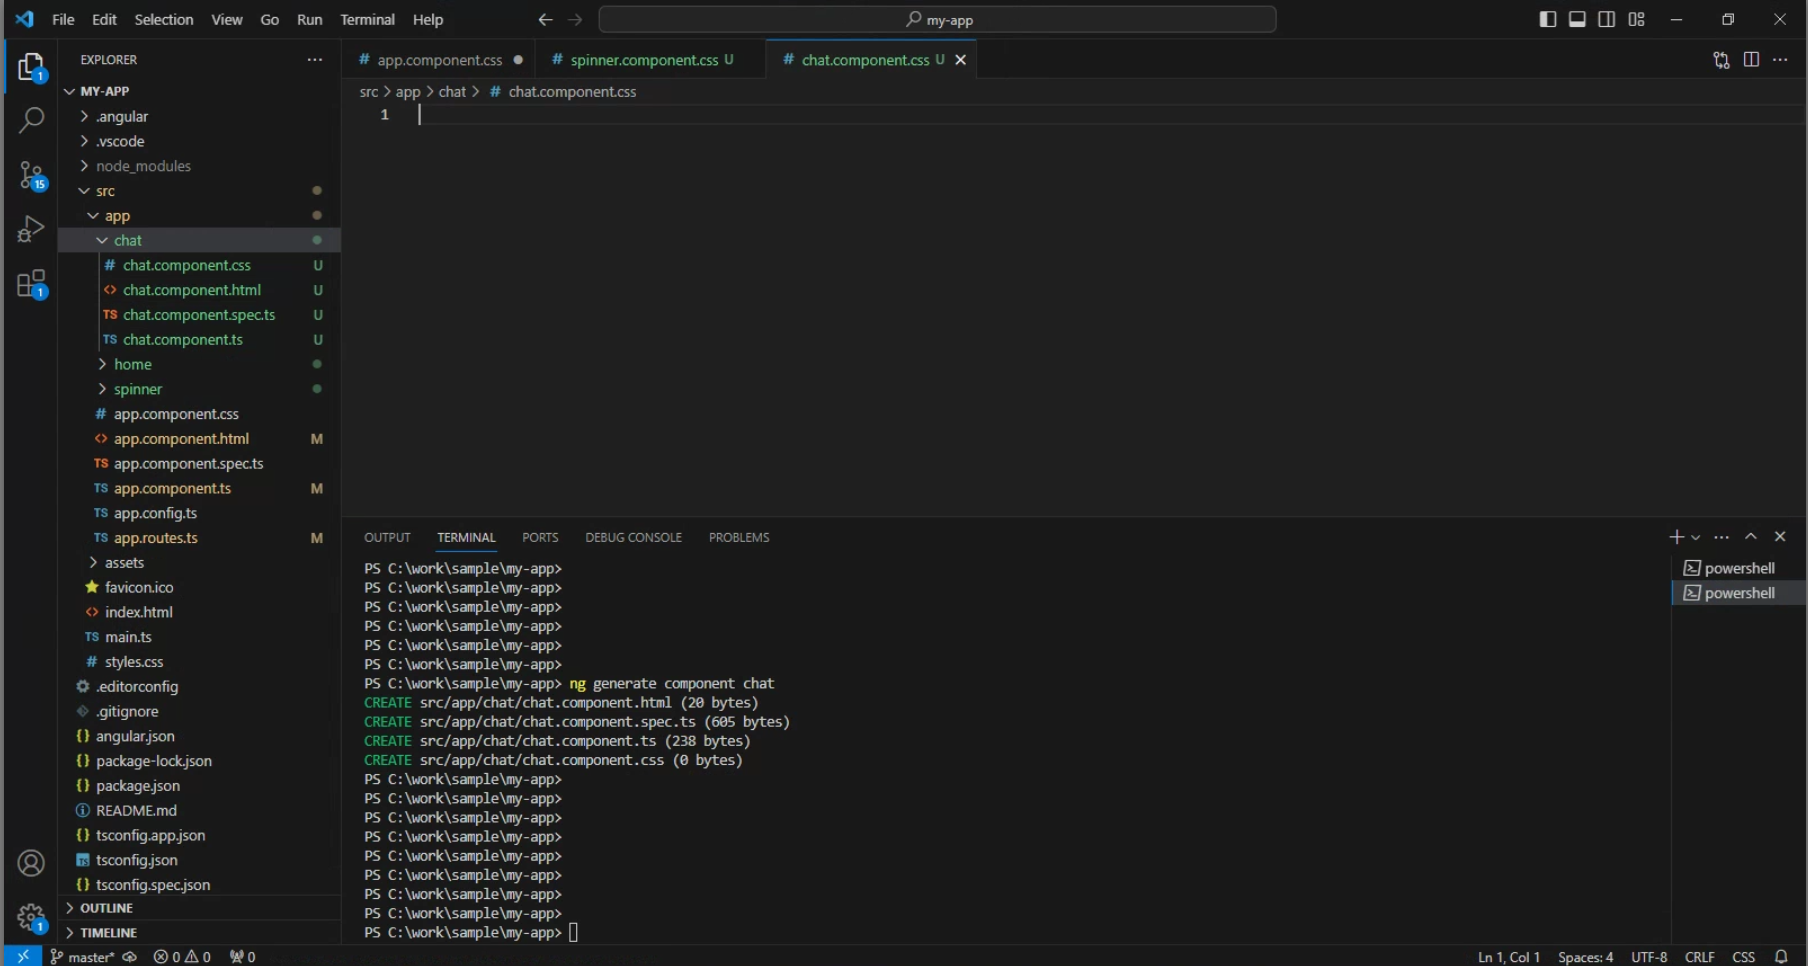 File Edit Selection View Go Run Terminal Help
my-app
EXPLORER
MY-APP
.angular
.vscode
node_modules
src
app
chat
# chat.component.css U
<> chat.component.html U
TS chat.component.spec.ts U
TS chat.component.ts U
home
spinner
# app.component.css
<> app.component.html M
TS app.component.spec.ts
TS app.component.ts M
TS app.config.ts
TS app.routes.ts M
assets
favicon.ico
<> index.html
TS main.ts
# styles.css
.editorconfig
.gitignore
{} angular.json
{} package-lock.json
{} package.json
README.md
{} tsconfig.app.json
TS tsconfig.json
{} tsconfig.spec.json
OUTLINE
TIMELINE
1
15
1
1
# app.component.css
# spinner.component.css U
# chat.component.css U
src > app > chat > # chat.component.css
1
OUTPUT TERMINAL PORTS DEBUG CONSOLE PROBLEMS
PS C:\work\sample\my-app>
PS C:\work\sample\my-app>
PS C:\work\sample\my-app>
PS C:\work\sample\my-app>
PS C:\work\sample\my-app>
PS C:\work\sample\my-app>
PS C:\work\sample\my-app> ng generate component chat
CREATE src/app/chat/chat.component.html (20 bytes)
CREATE src/app/chat/chat.component.spec.ts (605 bytes)
CREATE src/app/chat/chat.component.ts (238 bytes)
CREATE src/app/chat/chat.component.css (0 bytes)
PS C:\work\sample\my-app>
PS C:\work\sample\my-app>
PS C:\work\sample\my-app>
PS C:\work\sample\my-app>
PS C:\work\sample\my-app>
PS C:\work\sample\my-app>
PS C:\work\sample\my-app>
PS C:\work\sample\my-app>
PS C:\work\sample\my-app>
powershell
powershell
master* 0 0 0
Ln 1, Col 1 Spaces: 4 UTF-8 CRLF CSS